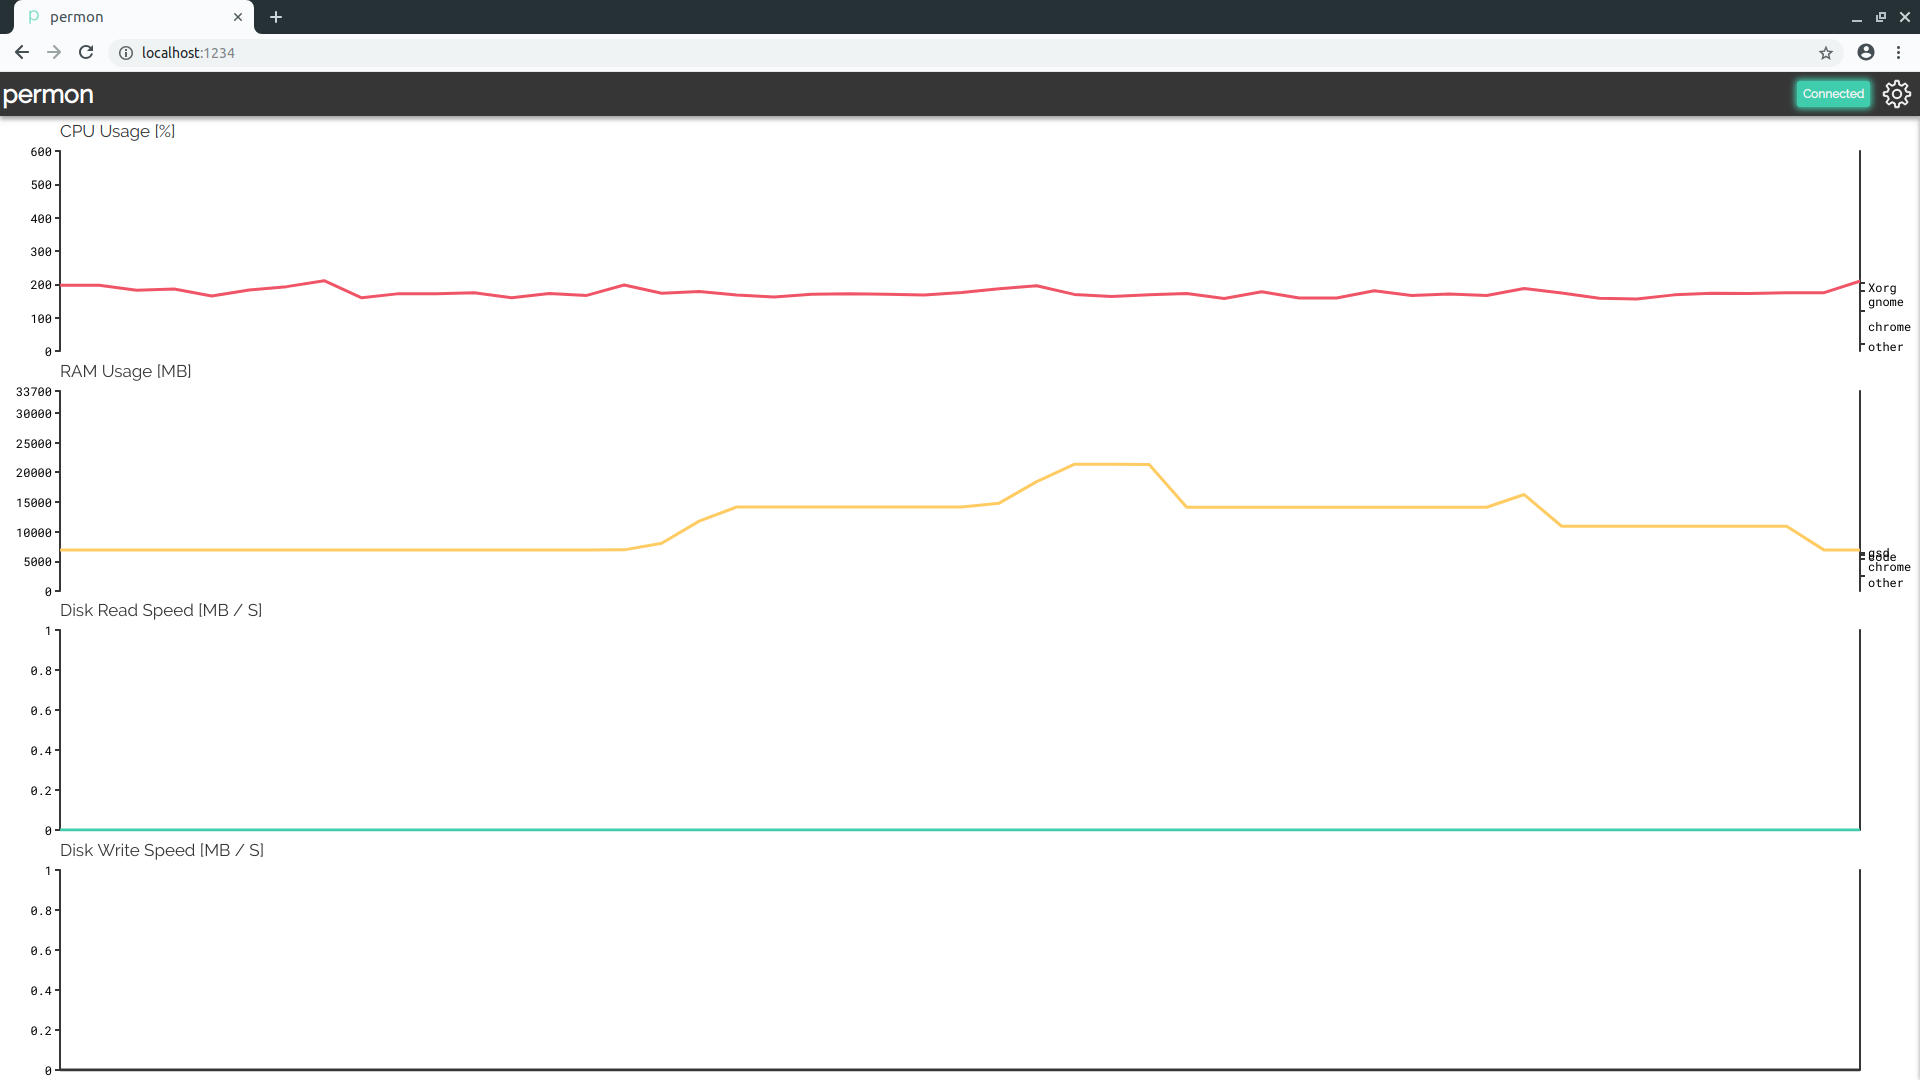 p permon
localhost:1234
permon
Connected
CPU Usage [%]
600
500
400
300
200
100
0
Xorg
gnome
chrome
other
RAM Usage [MB]
33700
30000
25000
20000
15000
10000
5000
0
gsd
code
chrome
other
Disk Read Speed [MB / S]
1
0.8
0.6
0.4
0.2
0
Disk Write Speed [MB / S]
1
0.8
0.6
0.4
0.2
0